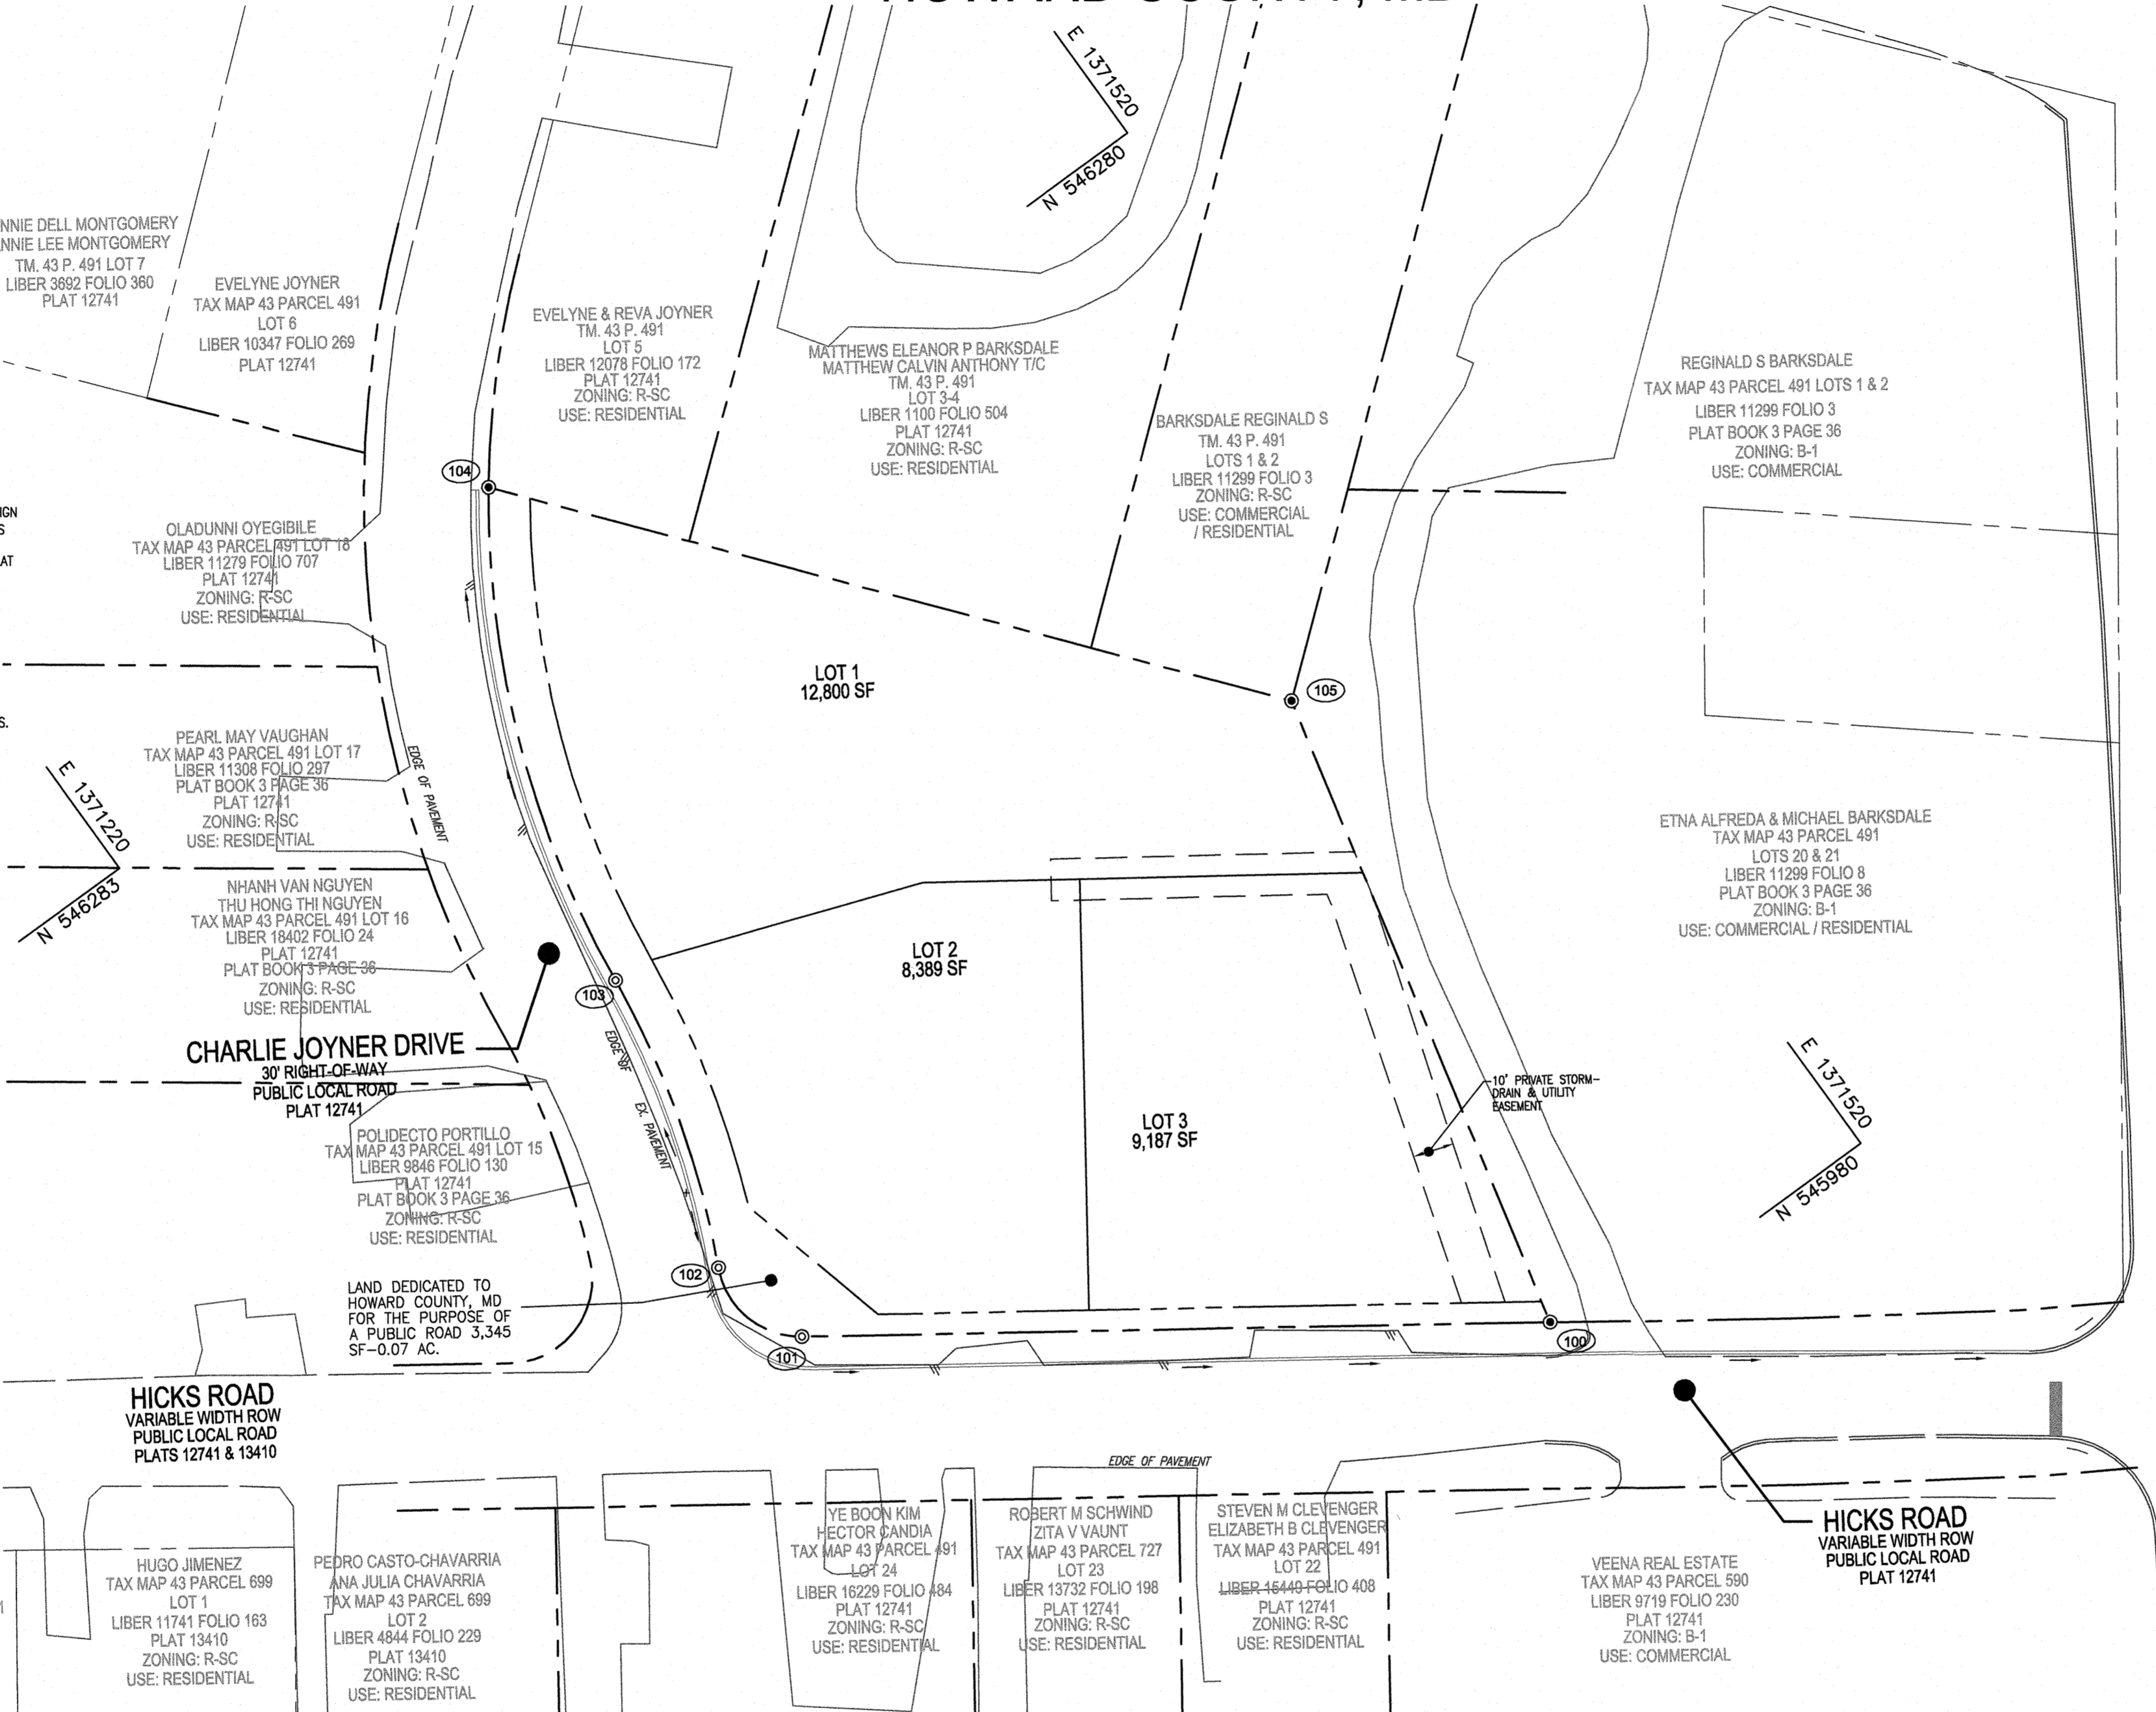 HOWARD COUNTY, MD
E 1371520
N 546280
NNIE DELL MONTGOMERY
NNIE LEE MONTGOMERY
TM. 43 P. 491 LOT 7
LIBER 3692 FOLIO 360
PLAT 12741
EVELYNE JOYNER
TAX MAP 43 PARCEL 491
LOT 6
LIBER 10347 FOLIO 269
PLAT 12741
EVELYNE & REVA JOYNER
TM. 43 P. 491
LOT 5
LIBER 12078 FOLIO 172
PLAT 12741
ZONING: R-SC
USE: RESIDENTIAL
MATTHEWS ELEANOR P BARKSDALE
MATTHEW CALVIN ANTHONY T/C
TM. 43 P. 491
LOT 3-4
LIBER 1100 FOLIO 504
PLAT 12741
ZONING: R-SC
USE: RESIDENTIAL
BARKSDALE REGINALD S
TM. 43 P. 491
LOTS 1 & 2
LIBER 11299 FOLIO 3
ZONING: R-SC
USE: COMMERCIAL
/ RESIDENTIAL
REGINALD S BARKSDALE
TAX MAP 43 PARCEL 491 LOTS 1 & 2
LIBER 11299 FOLIO 3
PLAT BOOK 3 PAGE 36
ZONING: B-1
USE: COMMERCIAL
104
IGN
S
AT
S.
OLADUNNI OYEGIBILE
TAX MAP 43 PARCEL 491 LOT 18
LIBER 11279 FOLIO 707
PLAT 12741
ZONING: R-SC
USE: RESIDENTIAL
LOT 1
12,800 SF
105
PEARL MAY VAUGHAN
TAX MAP 43 PARCEL 491 LOT 17
LIBER 11308 FOLIO 297
PLAT BOOK 3 PAGE 36
PLAT 12741
ZONING: R-SC
USE: RESIDENTIAL
EDGE OF PAVEMENT
E 1371220
N 546283
ETNA ALFREDA & MICHAEL BARKSDALE
TAX MAP 43 PARCEL 491
LOTS 20 & 21
LIBER 11299 FOLIO 8
PLAT BOOK 3 PAGE 36
ZONING: B-1
USE: COMMERCIAL / RESIDENTIAL
NHANH VAN NGUYEN
THU HONG THI NGUYEN
TAX MAP 43 PARCEL 491 LOT 16
LIBER 18402 FOLIO 24
PLAT 12741
PLAT BOOK 3 PAGE 36
ZONING: R-SC
USE: RESIDENTIAL
LOT 2
8,389 SF
103
CHARLIE JOYNER DRIVE
30' RIGHT-OF-WAY
PUBLIC LOCAL ROAD
PLAT 12741
EDGE OF
EX. PAVEMENT
LOT 3
9,187 SF
10' PRIVATE STORM-
DRAIN & UTILITY
EASEMENT
E 1371520
N 545980
POLIDECTO PORTILLO
TAX MAP 43 PARCEL 491 LOT 15
LIBER 9846 FOLIO 130
PLAT 12741
PLAT BOOK 3 PAGE 36
ZONING: R-SC
USE: RESIDENTIAL
102
LAND DEDICATED TO
HOWARD COUNTY, MD
FOR THE PURPOSE OF
A PUBLIC ROAD 3,345
SF-0.07 AC.
101
100
HICKS ROAD
VARIABLE WIDTH ROW
PUBLIC LOCAL ROAD
PLATS 12741 & 13410
EDGE OF PAVEMENT
HICKS ROAD
VARIABLE WIDTH ROW
PUBLIC LOCAL ROAD
PLAT 12741
HUGO JIMENEZ
TAX MAP 43 PARCEL 699
LOT 1
LIBER 11741 FOLIO 163
PLAT 13410
ZONING: R-SC
USE: RESIDENTIAL
PEDRO CASTO-CHAVARRIA
ANA JULIA CHAVARRIA
TAX MAP 43 PARCEL 699
LOT 2
LIBER 4844 FOLIO 229
PLAT 13410
ZONING: R-SC
USE: RESIDENTIAL
YE BOON KIM
HECTOR CANDIA
TAX MAP 43 PARCEL 491
LOT 24
LIBER 16229 FOLIO 484
PLAT 12741
ZONING: R-SC
USE: RESIDENTIAL
ROBERT M SCHWIND
ZITA V VAUNT
TAX MAP 43 PARCEL 727
LOT 23
LIBER 13732 FOLIO 198
PLAT 12741
ZONING: R-SC
USE: RESIDENTIAL
STEVEN M CLEVENGER
ELIZABETH B CLEVENGER
TAX MAP 43 PARCEL 491
LOT 22
LIBER 15449 FOLIO 408
PLAT 12741
ZONING: R-SC
USE: RESIDENTIAL
VEENA REAL ESTATE
TAX MAP 43 PARCEL 590
LIBER 9719 FOLIO 230
PLAT 12741
ZONING: B-1
USE: COMMERCIAL